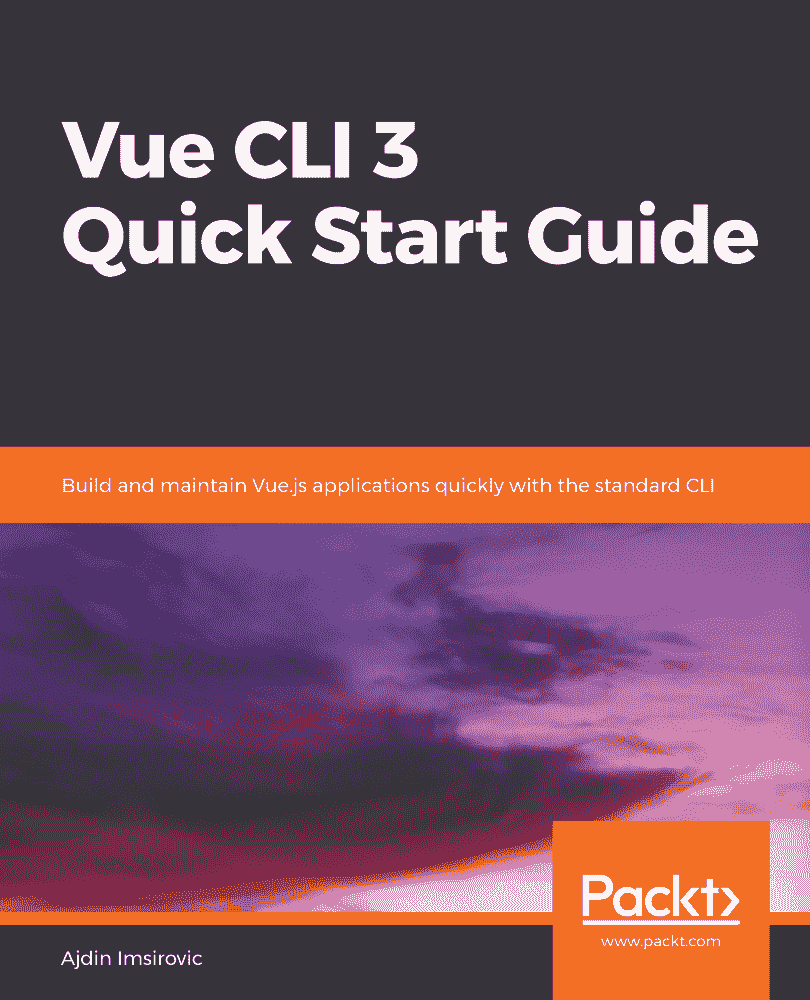 Vue CLI 3
Quick Start Guide
Build and maintain Vue.js applications quickly with the standard CLI
Packt>
www.packt.com
Ajdin Imsirovic